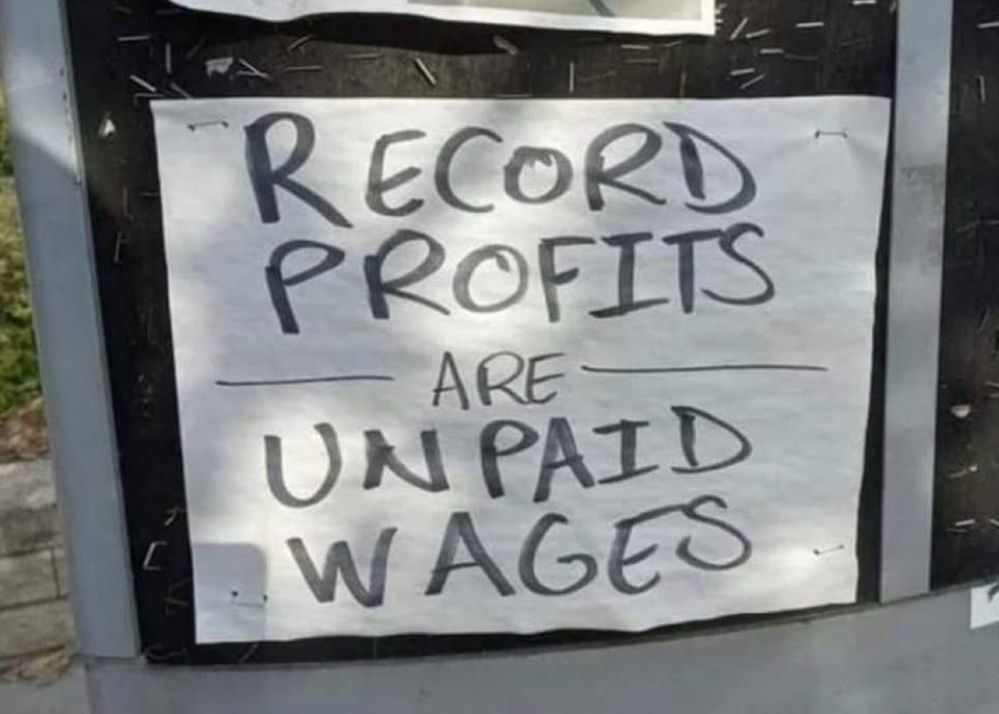 RECORD
PROFITS
ARE
UNPAID
WAGES